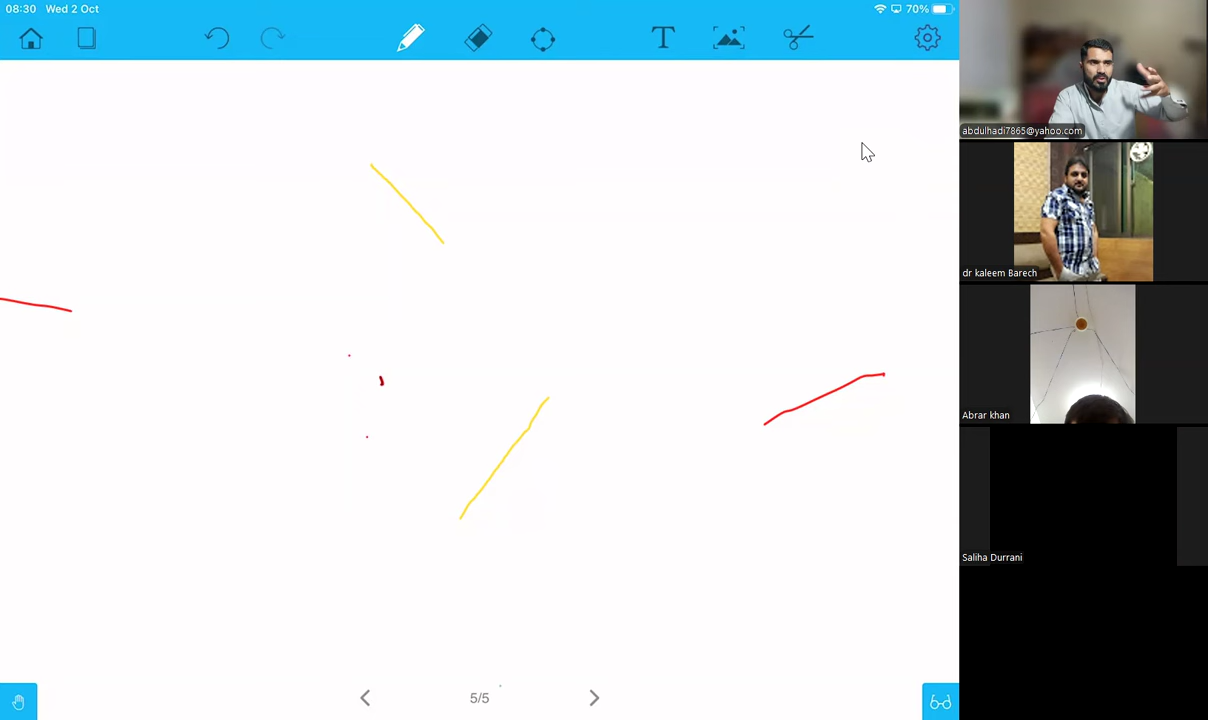 08:30 Wed 2 Oct
70%
T
abdulhadi7865@yahoo.com
dr kaleem Barech
Abrar khan
Saliha Durrani
5/5